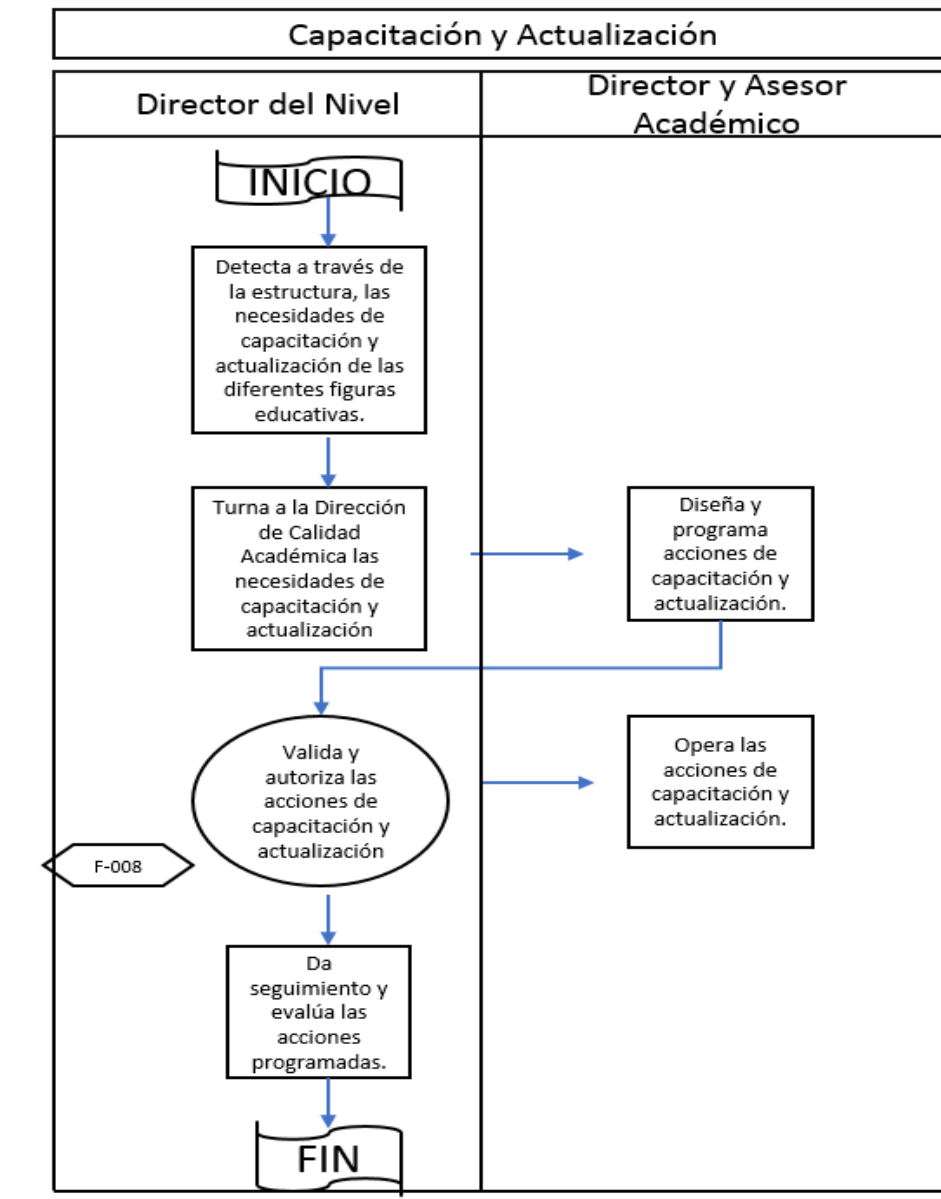 Capacitación y Actualización
Director del Nivel
Director y Asesor
Académico
INICIO
Detecta a través de
la estructura, las
necesidades de
capacitación y
actualización de las
diferentes figuras
educativas.
Turna a la Dirección
de Calidad
Académica las
necesidades de
capacitación y
actualización
Diseña y
programa
acciones de
capacitación y
actualización.
Valida y
autoriza las
acciones de
capacitación y
actualización
Opera las
acciones de
capacitación y
actualización.
F-008
Da
seguimiento y
evalúa las
acciones
programadas.
FIN